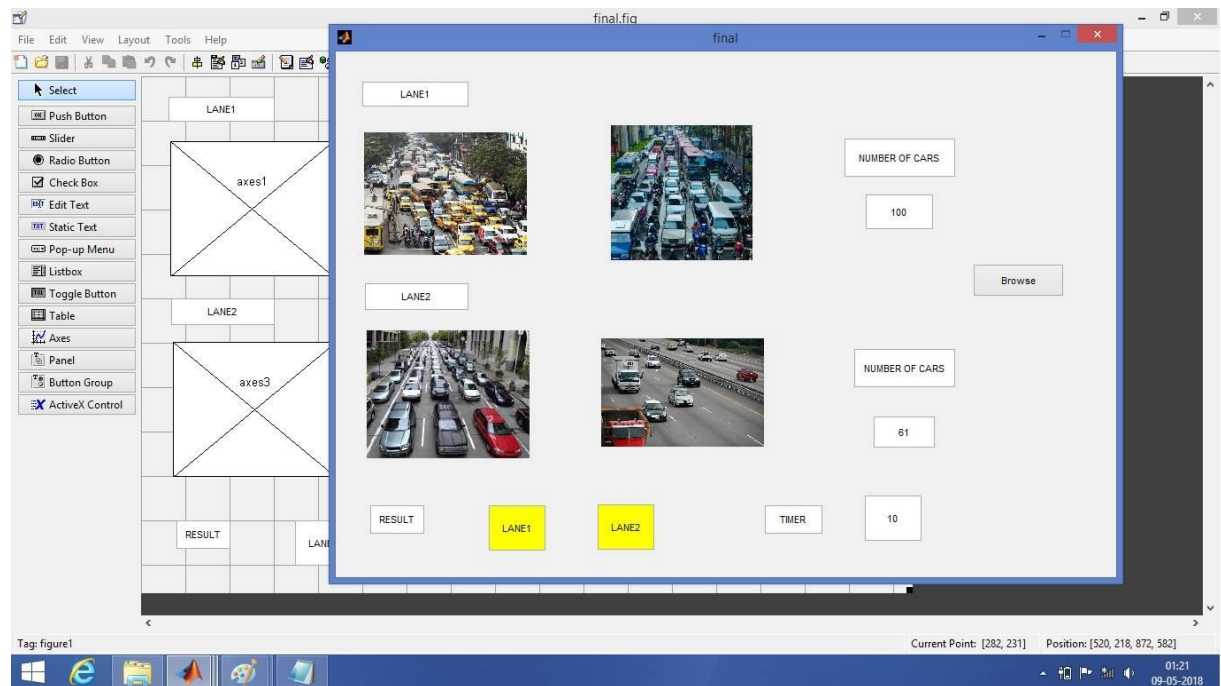 final.fig
File Edit View Layout Tools Help
Select
Push Button
Slider
Radio Button
Check Box
Edit Text
Static Text
Pop-up Menu
Listbox
Toggle Button
Table
Axes
Panel
Button Group
ActiveX Control
LANE1
axes1
LANE2
axes3
RESULT
final
LANE1
NUMBER OF CARS
100
Browse
LANE2
NUMBER OF CARS
61
RESULT
LANE1
LANE2
TIMER
10
Tag: figure1
Current Point: [282, 231]
Position: [520, 218, 872, 582]
01:21
09-05-2018